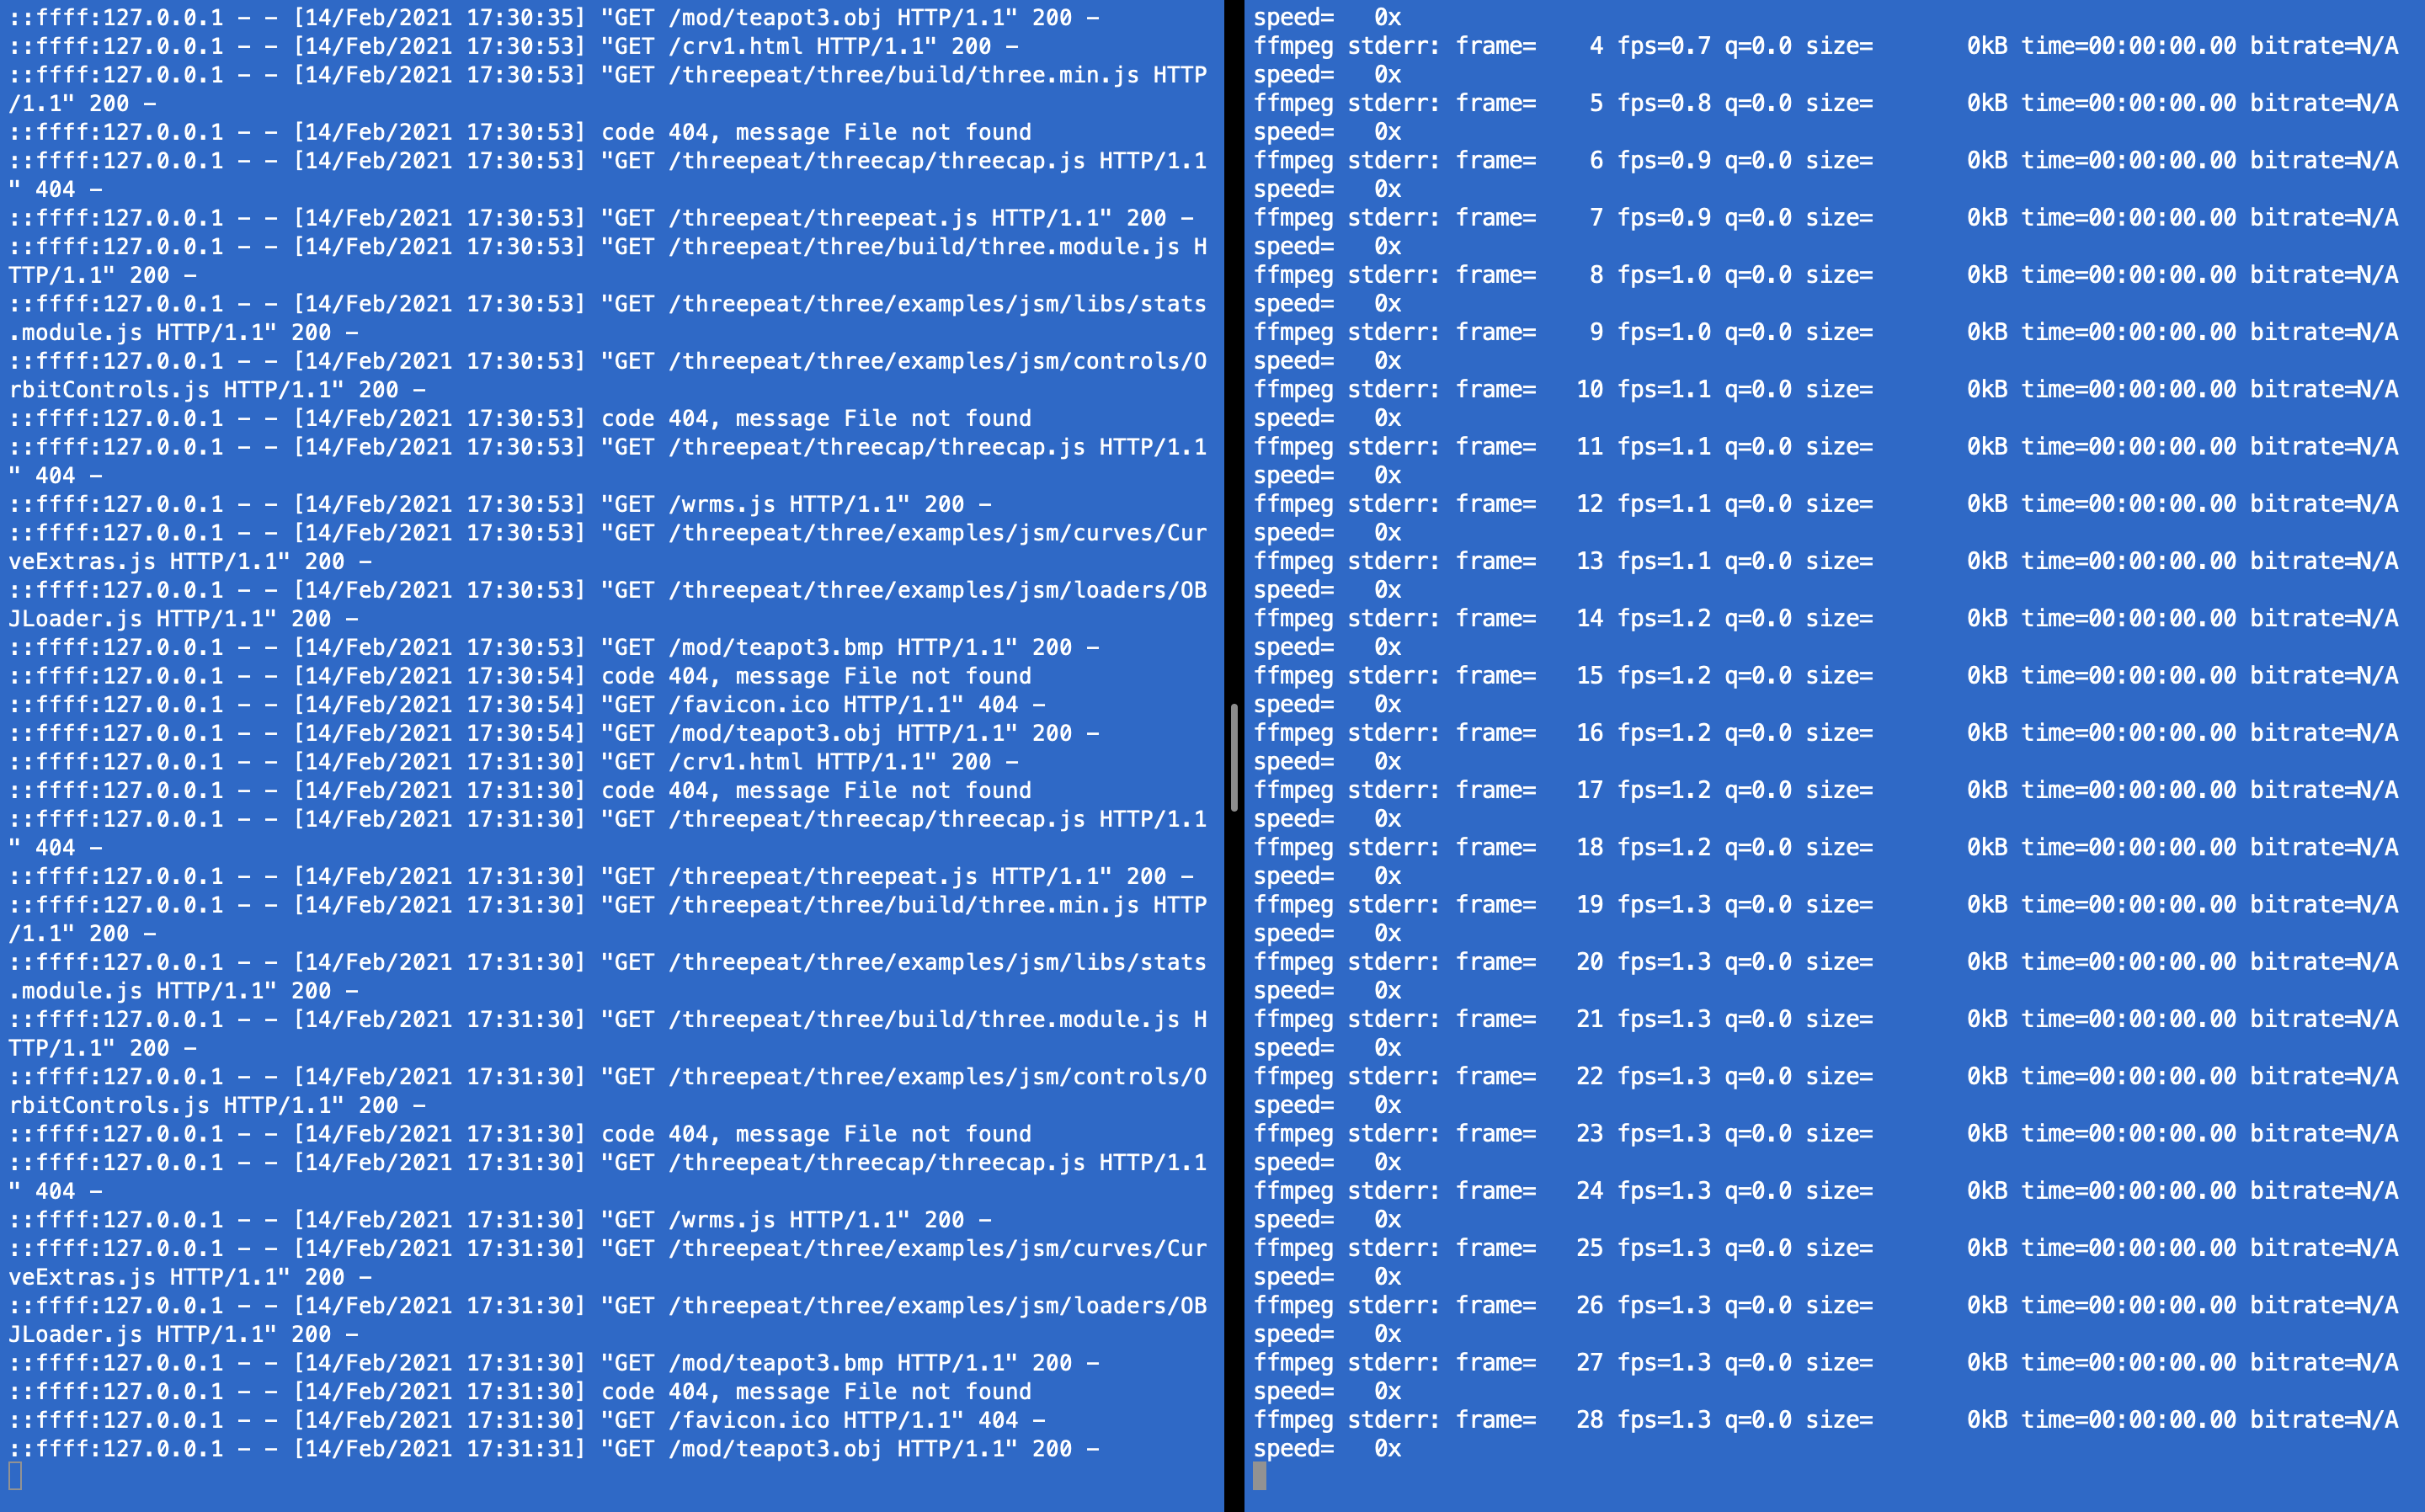 ::ffff:127.0.0.1 - - [14/Feb/2021 17:30:35] "GET /mod/teapot3.obj HTTP/1.1" 200 -
::ffff:127.0.0.1 - - [14/Feb/2021 17:30:53] "GET /crv1.html HTTP/1.1" 200 -
::ffff:127.0.0.1 - - [14/Feb/2021 17:30:53] "GET /threepeat/three/build/three.min.js HTTP
/1.1" 200 -
::ffff:127.0.0.1 - - [14/Feb/2021 17:30:53] code 404, message File not found
::ffff:127.0.0.1 - - [14/Feb/2021 17:30:53] "GET /threepeat/threecap/threecap.js HTTP/1.1
" 404 -
::ffff:127.0.0.1 - - [14/Feb/2021 17:30:53] "GET /threepeat/threepeat.js HTTP/1.1" 200 -
::ffff:127.0.0.1 - - [14/Feb/2021 17:30:53] "GET /threepeat/three/build/three.module.js H
TTP/1.1" 200 -
::ffff:127.0.0.1 - - [14/Feb/2021 17:30:53] "GET /threepeat/three/examples/jsm/libs/stats
.module.js HTTP/1.1" 200 -
::ffff:127.0.0.1 - - [14/Feb/2021 17:30:53] "GET /threepeat/three/examples/jsm/controls/O
rbitControls.js HTTP/1.1" 200 -
::ffff:127.0.0.1 - - [14/Feb/2021 17:30:53] code 404, message File not found
::ffff:127.0.0.1 - - [14/Feb/2021 17:30:53] "GET /threepeat/threecap/threecap.js HTTP/1.1
" 404 -
::ffff:127.0.0.1 - - [14/Feb/2021 17:30:53] "GET /wrms.js HTTP/1.1" 200 -
::ffff:127.0.0.1 - - [14/Feb/2021 17:30:53] "GET /threepeat/three/examples/jsm/curves/Cur
veExtras.js HTTP/1.1" 200 -
::ffff:127.0.0.1 - - [14/Feb/2021 17:30:53] "GET /threepeat/three/examples/jsm/loaders/OB
JLoader.js HTTP/1.1" 200 -
::ffff:127.0.0.1 - - [14/Feb/2021 17:30:53] "GET /mod/teapot3.bmp HTTP/1.1" 200 -
::ffff:127.0.0.1 - - [14/Feb/2021 17:30:54] code 404, message File not found
::ffff:127.0.0.1 - - [14/Feb/2021 17:30:54] "GET /favicon.ico HTTP/1.1" 404 -
::ffff:127.0.0.1 - - [14/Feb/2021 17:30:54] "GET /mod/teapot3.obj HTTP/1.1" 200 -
::ffff:127.0.0.1 - - [14/Feb/2021 17:31:30] "GET /crv1.html HTTP/1.1" 200 -
::ffff:127.0.0.1 - - [14/Feb/2021 17:31:30] code 404, message File not found
::ffff:127.0.0.1 - - [14/Feb/2021 17:31:30] "GET /threepeat/threecap/threecap.js HTTP/1.1
" 404 -
::ffff:127.0.0.1 - - [14/Feb/2021 17:31:30] "GET /threepeat/threepeat.js HTTP/1.1" 200 -
::ffff:127.0.0.1 - - [14/Feb/2021 17:31:30] "GET /threepeat/three/build/three.min.js HTTP
/1.1" 200 -
::ffff:127.0.0.1 - - [14/Feb/2021 17:31:30] "GET /threepeat/three/examples/jsm/libs/stats
.module.js HTTP/1.1" 200 -
::ffff:127.0.0.1 - - [14/Feb/2021 17:31:30] "GET /threepeat/three/build/three.module.js H
TTP/1.1" 200 -
::ffff:127.0.0.1 - - [14/Feb/2021 17:31:30] "GET /threepeat/three/examples/jsm/controls/O
rbitControls.js HTTP/1.1" 200 -
::ffff:127.0.0.1 - - [14/Feb/2021 17:31:30] code 404, message File not found
::ffff:127.0.0.1 - - [14/Feb/2021 17:31:30] "GET /threepeat/threecap/threecap.js HTTP/1.1
" 404 -
::ffff:127.0.0.1 - - [14/Feb/2021 17:31:30] "GET /wrms.js HTTP/1.1" 200 -
::ffff:127.0.0.1 - - [14/Feb/2021 17:31:30] "GET /threepeat/three/examples/jsm/curves/Cur
veExtras.js HTTP/1.1" 200 -
::ffff:127.0.0.1 - - [14/Feb/2021 17:31:30] "GET /threepeat/three/examples/jsm/loaders/OB
JLoader.js HTTP/1.1" 200 -
::ffff:127.0.0.1 - - [14/Feb/2021 17:31:30] "GET /mod/teapot3.bmp HTTP/1.1" 200 -
::ffff:127.0.0.1 - - [14/Feb/2021 17:31:30] code 404, message File not found
::ffff:127.0.0.1 - - [14/Feb/2021 17:31:30] "GET /favicon.ico HTTP/1.1" 404 -
::ffff:127.0.0.1 - - [14/Feb/2021 17:31:31] "GET /mod/teapot3.obj HTTP/1.1" 200 -
speed=   0x
ffmpeg stderr: frame=    4 fps=0.7 q=0.0 size=       0kB time=00:00:00.00 bitrate=N/A
speed=   0x
ffmpeg stderr: frame=    5 fps=0.8 q=0.0 size=       0kB time=00:00:00.00 bitrate=N/A
speed=   0x
ffmpeg stderr: frame=    6 fps=0.9 q=0.0 size=       0kB time=00:00:00.00 bitrate=N/A
speed=   0x
ffmpeg stderr: frame=    7 fps=0.9 q=0.0 size=       0kB time=00:00:00.00 bitrate=N/A
speed=   0x
ffmpeg stderr: frame=    8 fps=1.0 q=0.0 size=       0kB time=00:00:00.00 bitrate=N/A
speed=   0x
ffmpeg stderr: frame=    9 fps=1.0 q=0.0 size=       0kB time=00:00:00.00 bitrate=N/A
speed=   0x
ffmpeg stderr: frame=   10 fps=1.1 q=0.0 size=       0kB time=00:00:00.00 bitrate=N/A
speed=   0x
ffmpeg stderr: frame=   11 fps=1.1 q=0.0 size=       0kB time=00:00:00.00 bitrate=N/A
speed=   0x
ffmpeg stderr: frame=   12 fps=1.1 q=0.0 size=       0kB time=00:00:00.00 bitrate=N/A
speed=   0x
ffmpeg stderr: frame=   13 fps=1.1 q=0.0 size=       0kB time=00:00:00.00 bitrate=N/A
speed=   0x
ffmpeg stderr: frame=   14 fps=1.2 q=0.0 size=       0kB time=00:00:00.00 bitrate=N/A
speed=   0x
ffmpeg stderr: frame=   15 fps=1.2 q=0.0 size=       0kB time=00:00:00.00 bitrate=N/A
speed=   0x
ffmpeg stderr: frame=   16 fps=1.2 q=0.0 size=       0kB time=00:00:00.00 bitrate=N/A
speed=   0x
ffmpeg stderr: frame=   17 fps=1.2 q=0.0 size=       0kB time=00:00:00.00 bitrate=N/A
speed=   0x
ffmpeg stderr: frame=   18 fps=1.2 q=0.0 size=       0kB time=00:00:00.00 bitrate=N/A
speed=   0x
ffmpeg stderr: frame=   19 fps=1.3 q=0.0 size=       0kB time=00:00:00.00 bitrate=N/A
speed=   0x
ffmpeg stderr: frame=   20 fps=1.3 q=0.0 size=       0kB time=00:00:00.00 bitrate=N/A
speed=   0x
ffmpeg stderr: frame=   21 fps=1.3 q=0.0 size=       0kB time=00:00:00.00 bitrate=N/A
speed=   0x
ffmpeg stderr: frame=   22 fps=1.3 q=0.0 size=       0kB time=00:00:00.00 bitrate=N/A
speed=   0x
ffmpeg stderr: frame=   23 fps=1.3 q=0.0 size=       0kB time=00:00:00.00 bitrate=N/A
speed=   0x
ffmpeg stderr: frame=   24 fps=1.3 q=0.0 size=       0kB time=00:00:00.00 bitrate=N/A
speed=   0x
ffmpeg stderr: frame=   25 fps=1.3 q=0.0 size=       0kB time=00:00:00.00 bitrate=N/A
speed=   0x
ffmpeg stderr: frame=   26 fps=1.3 q=0.0 size=       0kB time=00:00:00.00 bitrate=N/A
speed=   0x
ffmpeg stderr: frame=   27 fps=1.3 q=0.0 size=       0kB time=00:00:00.00 bitrate=N/A
speed=   0x
ffmpeg stderr: frame=   28 fps=1.3 q=0.0 size=       0kB time=00:00:00.00 bitrate=N/A
speed=   0x